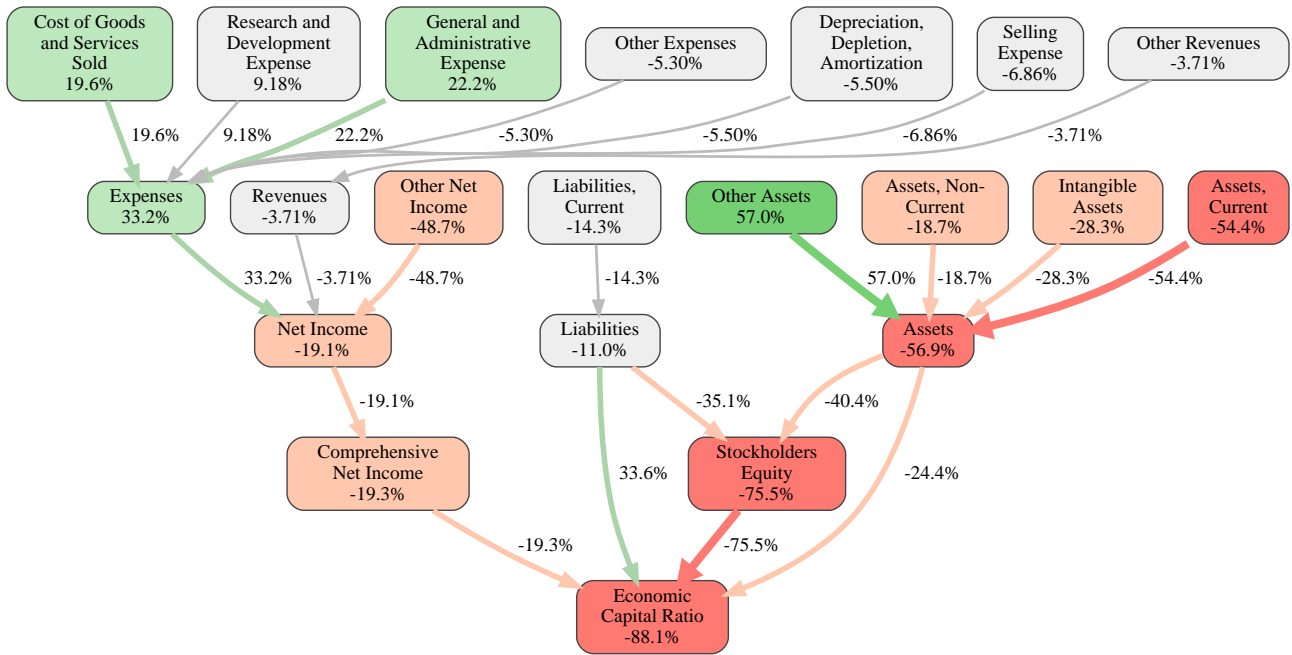 Cost of Goods
and Services
Sold
19.6%
Research and
Development
Expense
9.18%
General and
Administrative
Expense
22.2%
Other Expenses
-5.30%
Depreciation,
Depletion,
Amortization
-5.50%
Selling
Expense
-6.86%
Other Revenues
-3.71%
19.6%
9.18%
22.2%
-5.30%
-5.50%
-6.86%
-3.71%
Expenses
33.2%
Revenues
-3.71%
Other Net
Income
-48.7%
Liabilities,
Current
-14.3%
Other Assets
57.0%
Assets, Non-
Current
-18.7%
Intangible
Assets
-28.3%
Assets,
Current
-54.4%
33.2%
-3.71%
-48.7%
-14.3%
57.0%
-18.7%
-28.3%
-54.4%
Net Income
-19.1%
Liabilities
-11.0%
Assets
-56.9%
-19.1%
-35.1%
-40.4%
Comprehensive
Net Income
-19.3%
33.6%
Stockholders
Equity
-75.5%
-24.4%
-19.3%
-75.5%
Economic
Capital Ratio
-88.1%